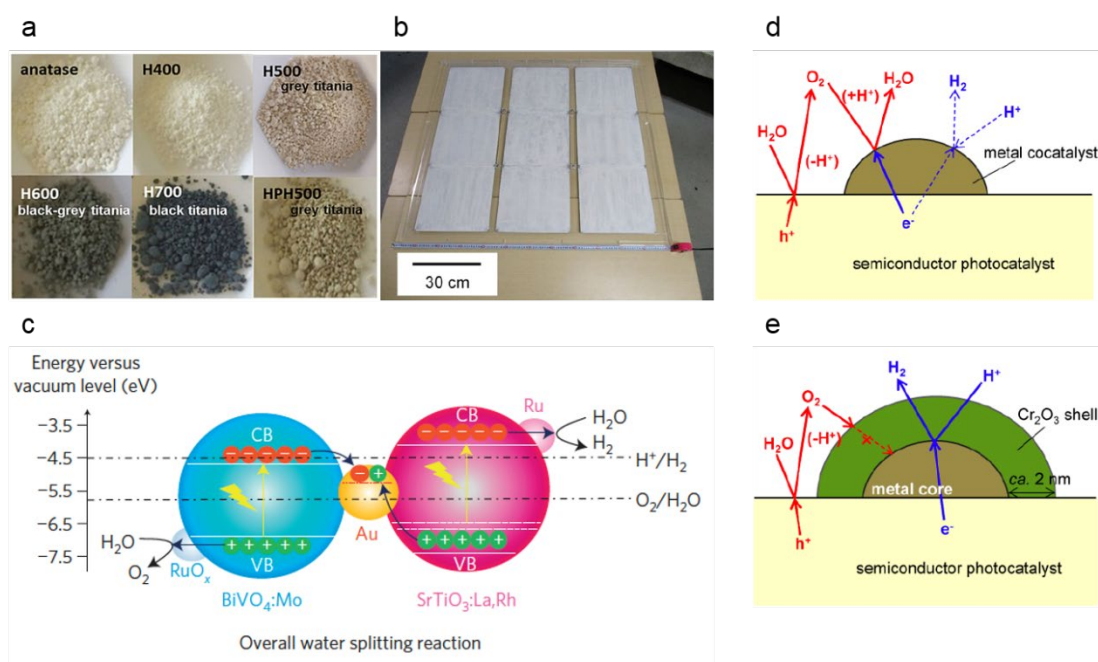 a
anatase
H400
H500
grey titania
H600
black-grey titania
H700
black titania
HPH500
grey titania
b
30 cm
c
Energy versus
vacuum level (eV)
−3.5
−4.5
−5.5
−6.5
−7.5
CB
CB
Ru
H₂O
H₂
H⁺/H₂
O₂/H₂O
Au
H₂O
O₂
RuOₓ
VB
VB
BiVO₄:Mo
SrTiO₃:La,Rh
Overall water splitting reaction
d
O₂
H₂O
H₂
(+H⁺)
H⁺
H₂O
(-H⁺)
metal cocatalyst
h⁺
e⁻
semiconductor photocatalyst
e
H₂
H⁺
O₂
Cr₂O₃ shell
H₂O
(-H⁺)
metal core
ca. 2 nm
h⁺
e⁻
semiconductor photocatalyst